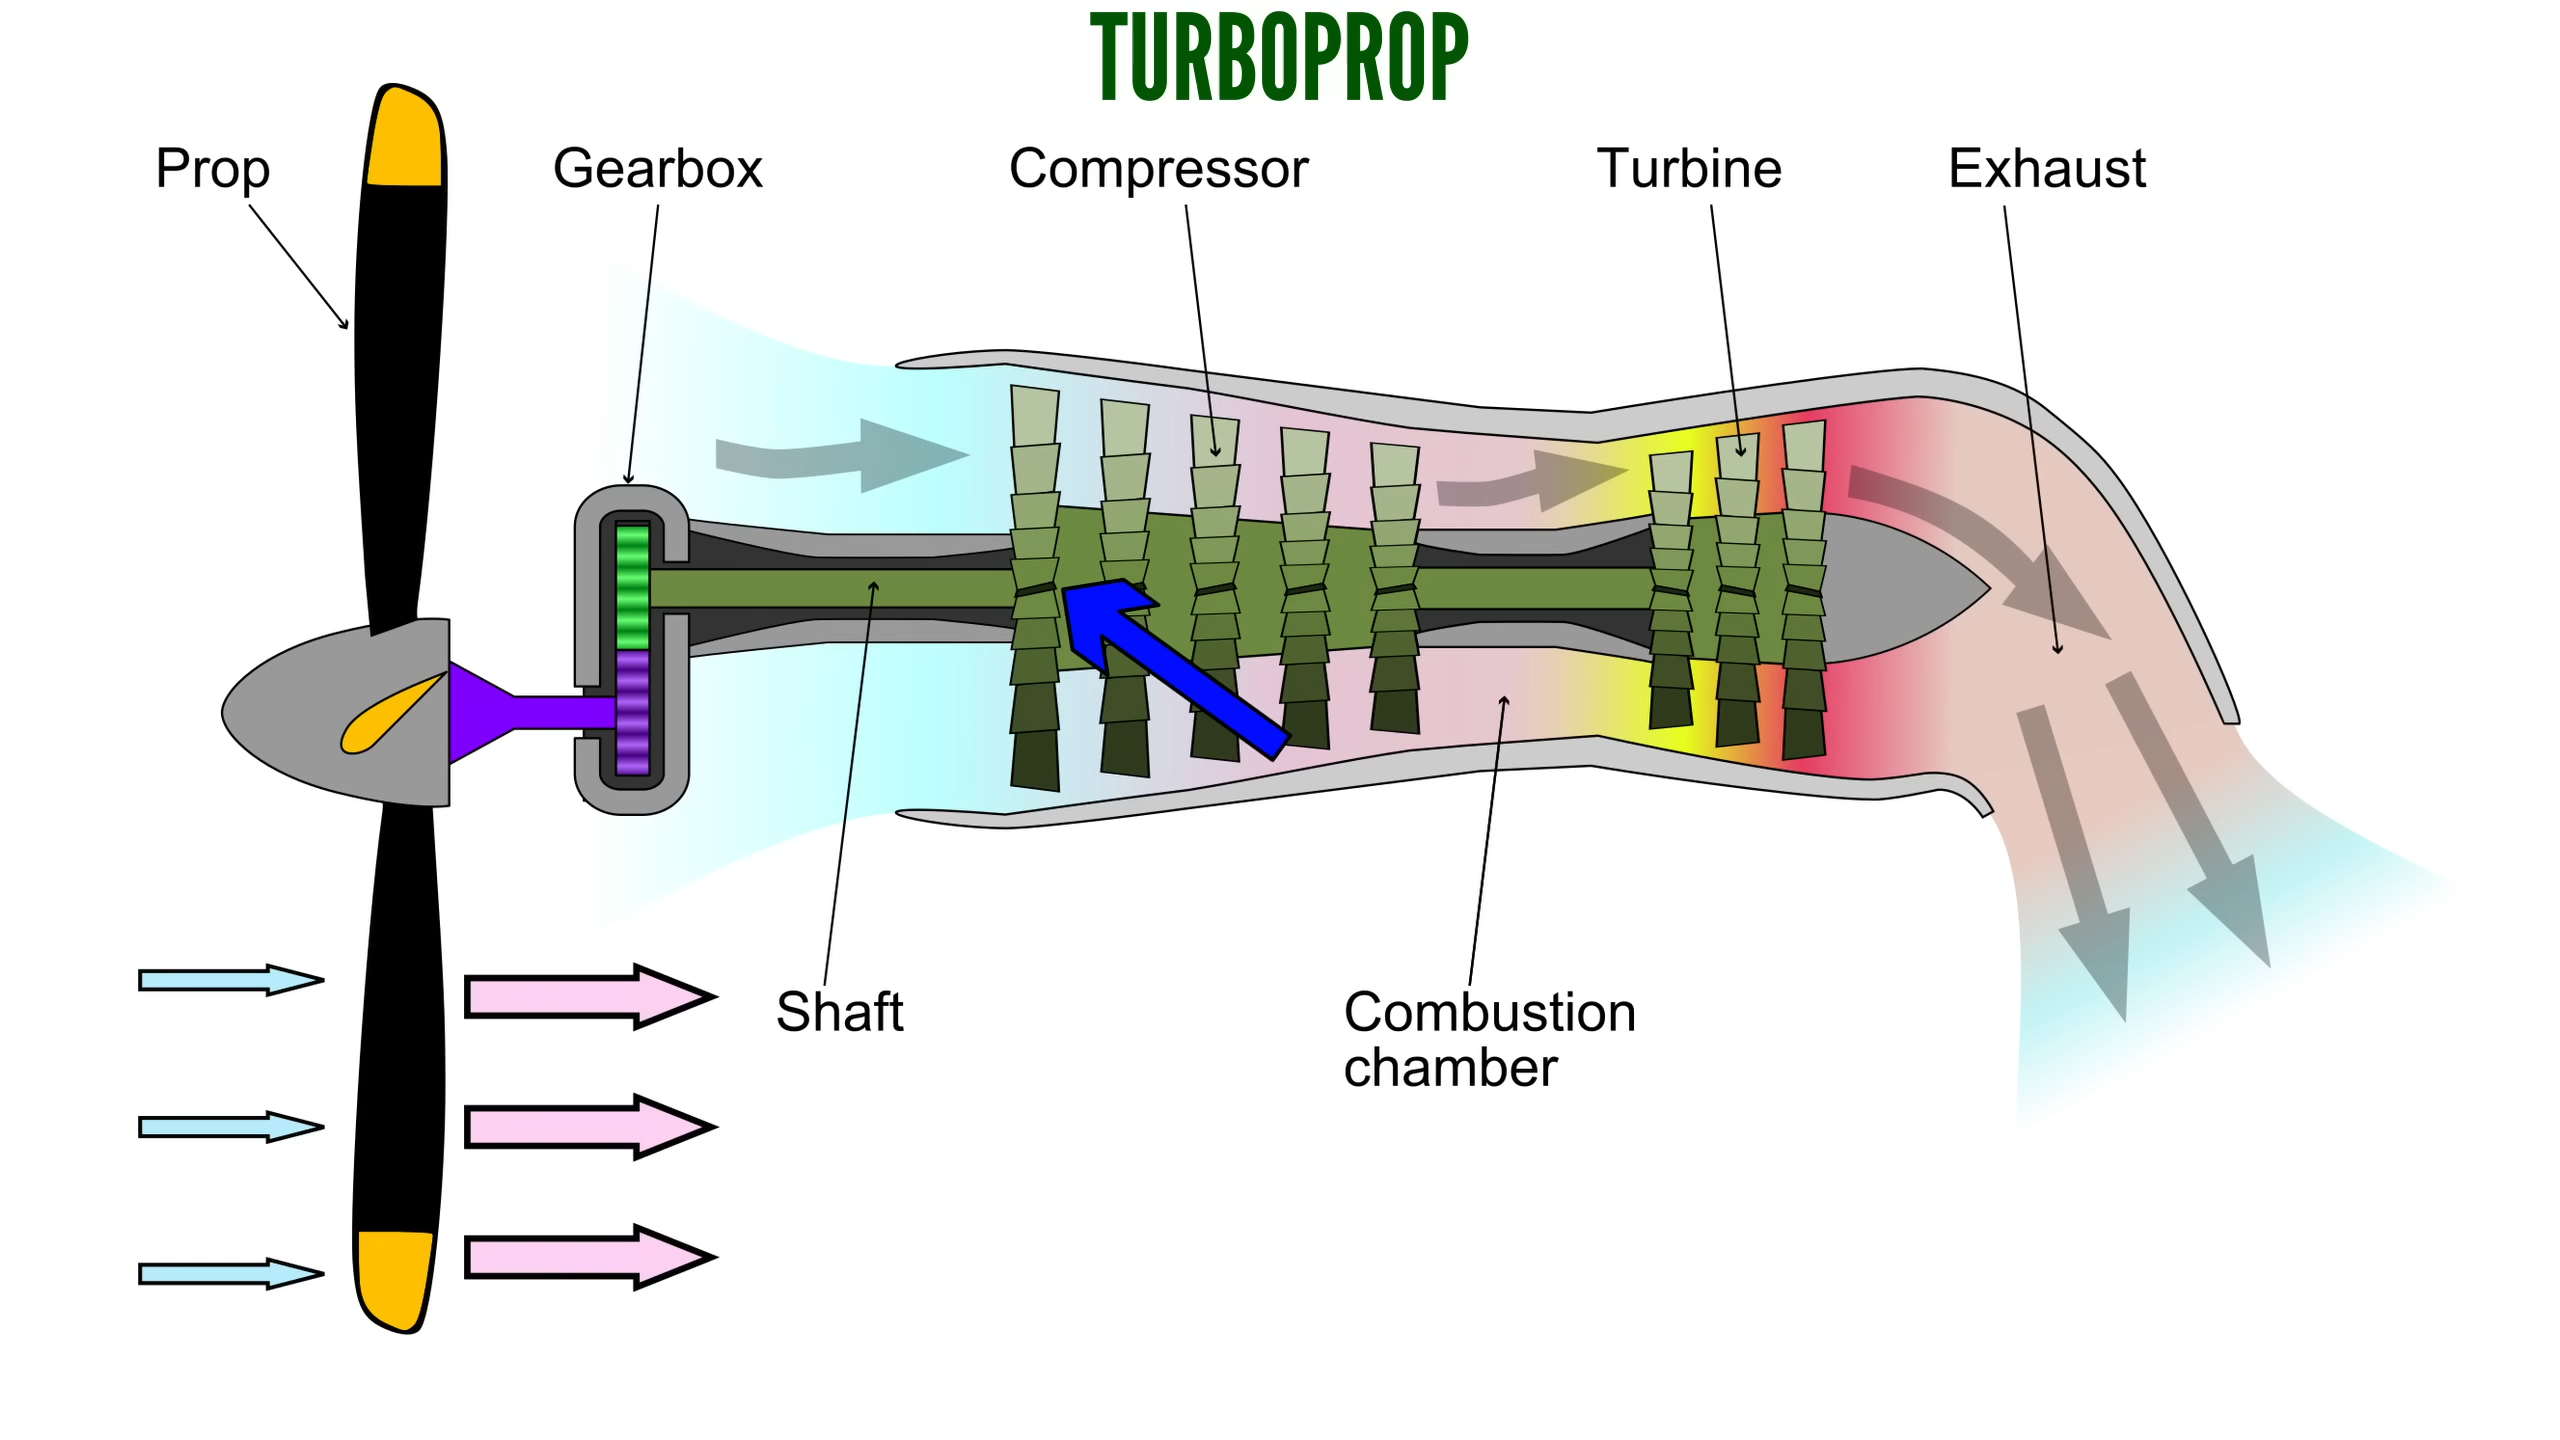 TURBOPROP
Prop
Gearbox
Compressor
Turbine
Exhaust
Shaft
Combustion
chamber